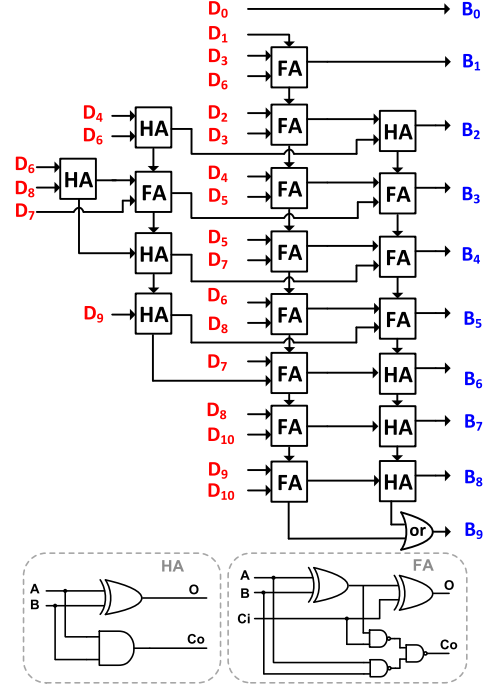 D0 B0
D1
D3 FA B1
D6
D4 D2 FA
D6 HA D3 HA B2
D6 D4
D8 HA FA D5 FA FA B3
D7
HA D5 FA HA FA B4
D7
D9 HA D6 FA FA B5
D8
D7 FA HA B6
D8 FA HA B7
D10
D9 FA HA B8
D10
or B9
HA FA
A O A O
B B
Ci
Co Co